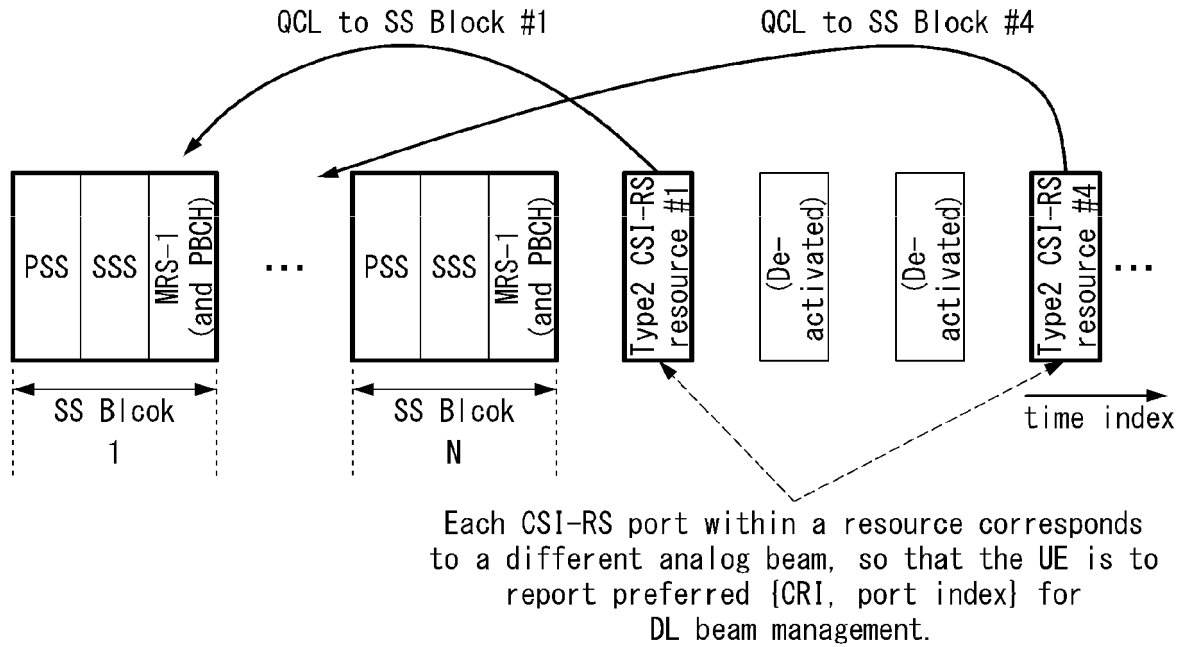 QCL to SS Block #1
QCL to SS Block #4
PSS
SSS
MRS-1
(and PBCH)
...
PSS
SSS
MRS-1
(and PBCH)
Type2 CSI-RS
resource #1
(De-
activated)
(De-
activated)
Type2 CSI-RS
resource #4
...
SS Blcok
1
SS Blcok
N
time index
Each CSI-RS port within a resource corresponds
to a different analog beam, so that the UE is to
report preferred {CRI, port index} for
DL beam management.